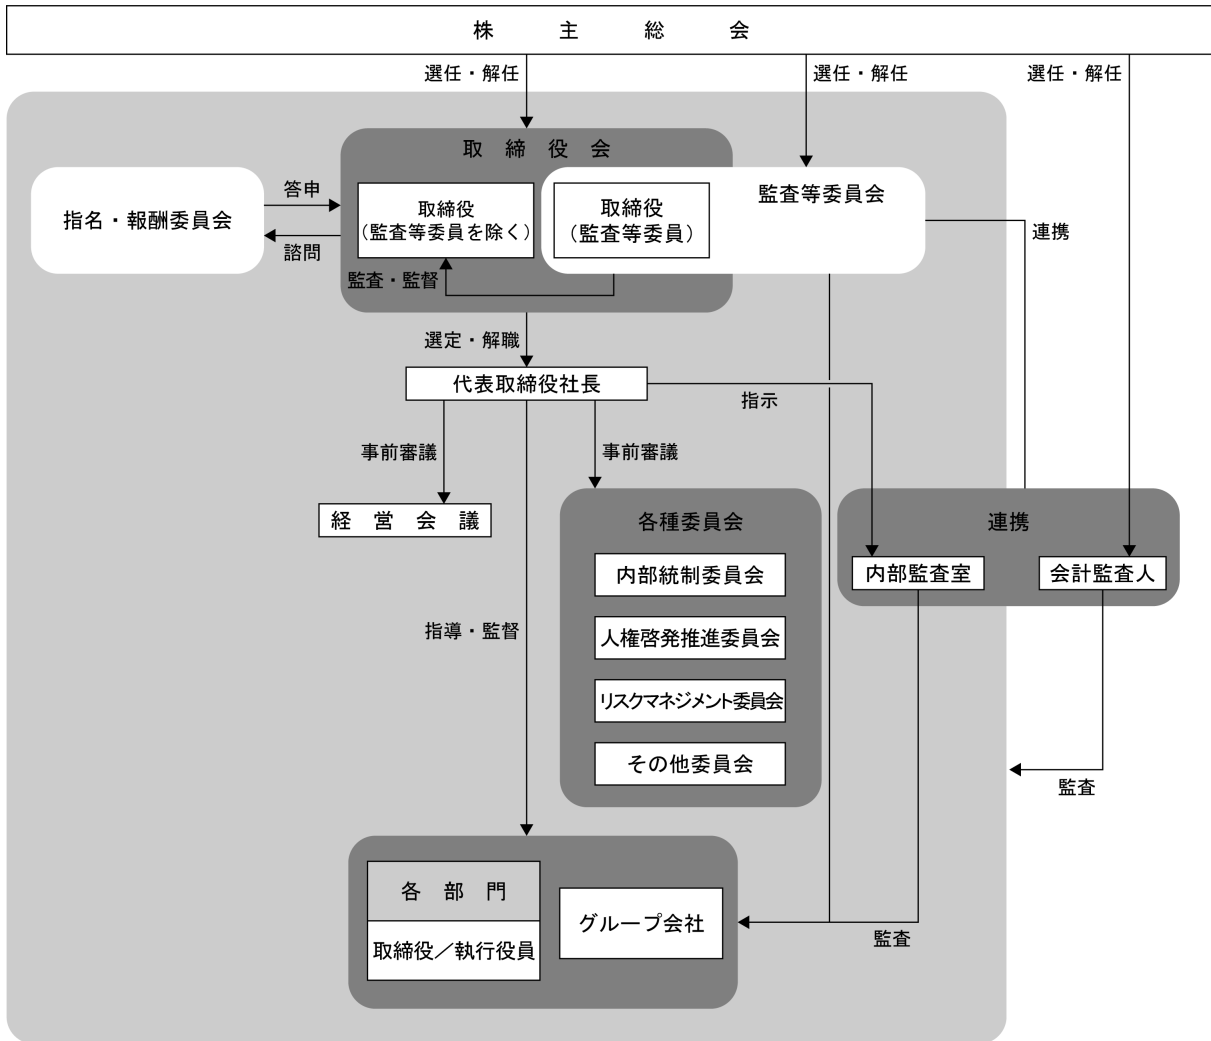 株主総会
選任・解任
選任・解任
選任・解任
取締役会
指名・報酬委員会
答申
諮問
取締役
(監査等委員を除く)
取締役
(監査等委員)
監査等委員会
連携
監査・監督
選定・解職
代表取締役社長
指示
事前審議
事前審議
経営会議
各種委員会
内部統制委員会
人権啓発推進委員会
リスクマネジメント委員会
その他委員会
連携
内部監査室
会計監査人
指導・監督
監査
各部門
取締役／執行役員
グループ会社
監査